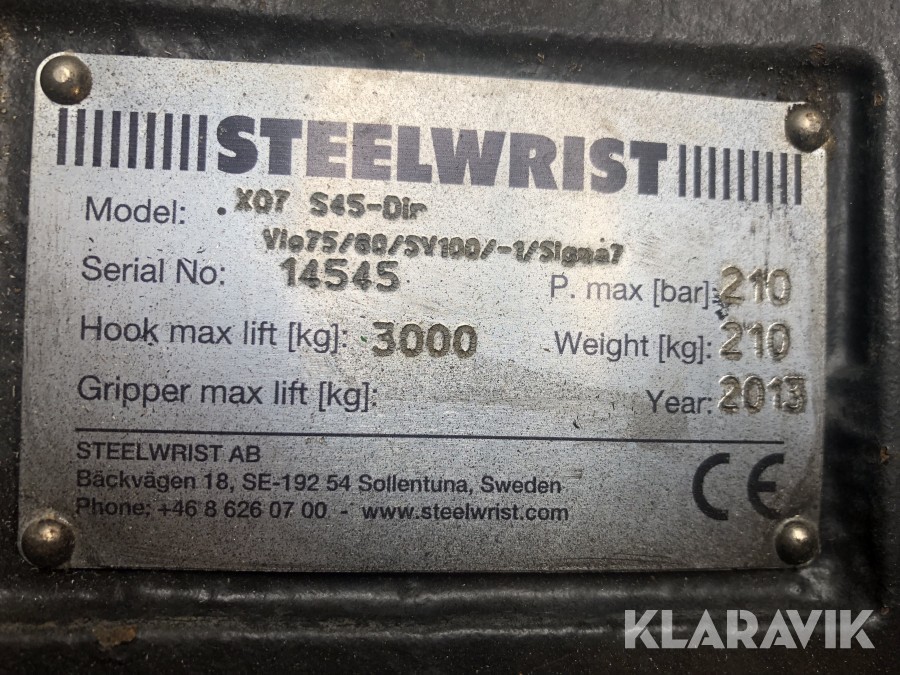 STEELWRIST
Model: X07 S45-Dir
Vio75/80/SV100/-1/Sigma7
Serial No: 14545
P. max [bar]: 210
Hook max lift [kg]: 3000
Weight [kg]: 210
Gripper max lift [kg]:
Year: 2013
STEELWRIST AB
Bäckvägen 18, SE-192 54 Sollentuna, Sweden
Phone: +46 8 626 07 00 - www.steelwrist.com
CE
KLARAVIK